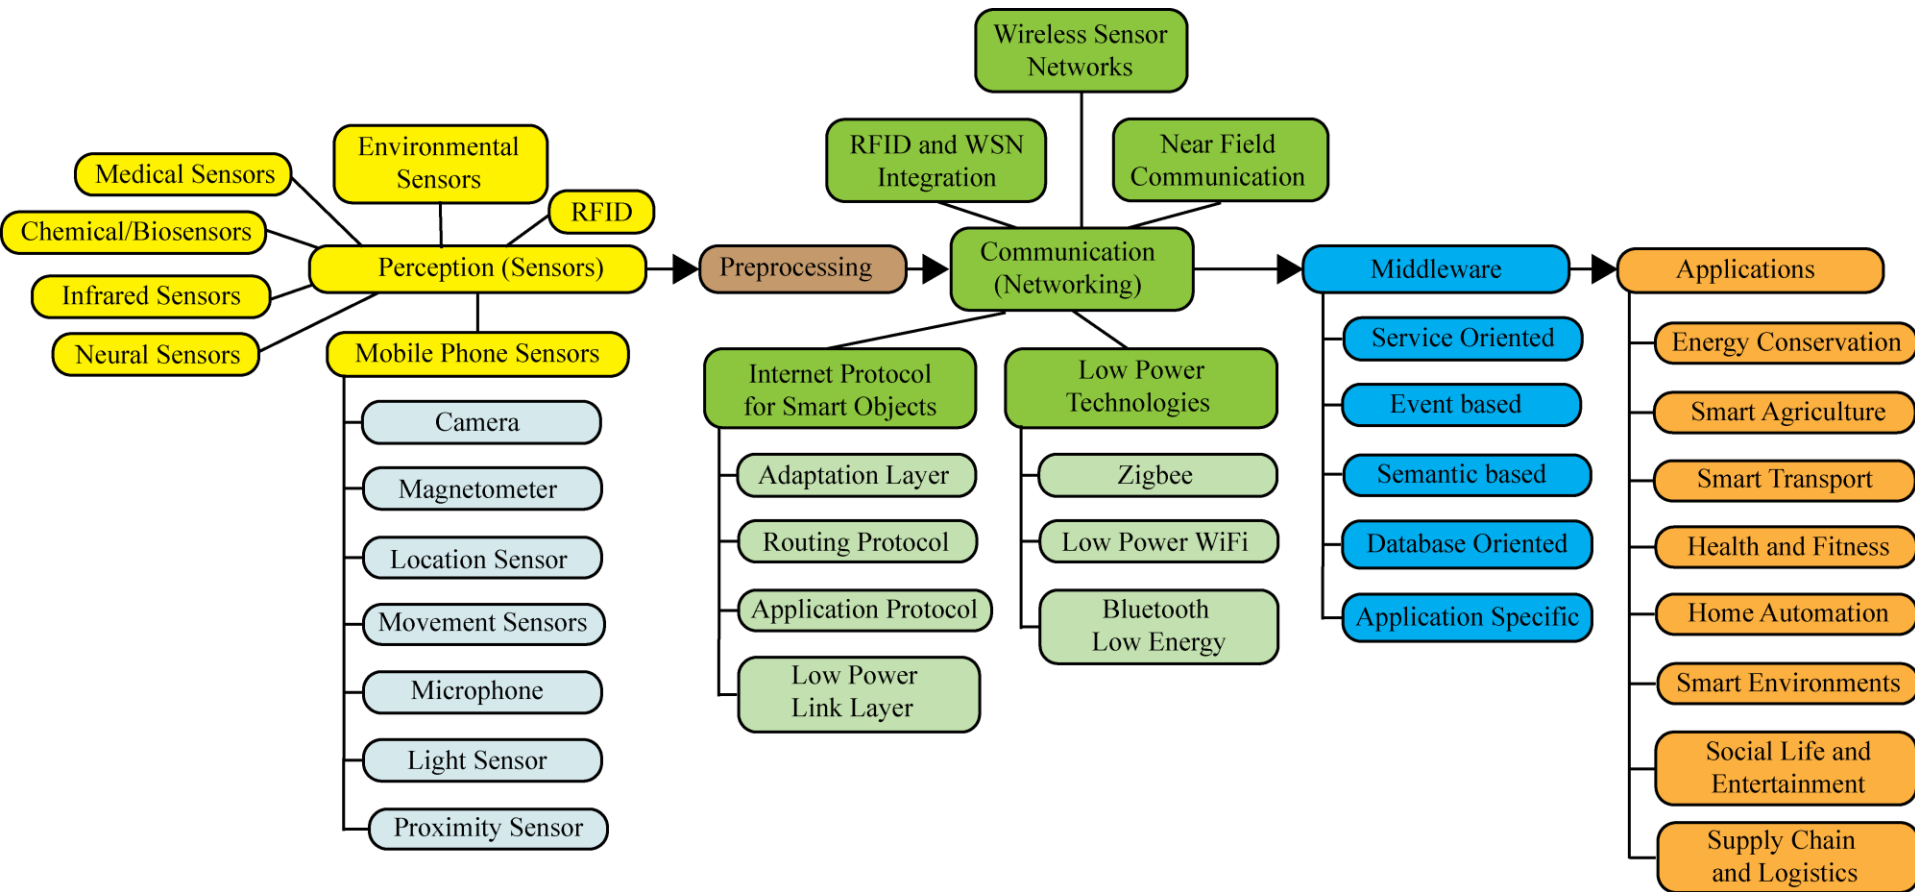 Wireless Sensor
Networks
RFID and WSN
Integration
Near Field
Communication
Environmental
Sensors
Medical Sensors
RFID
Chemical/Biosensors
Perception (Sensors)
Infrared Sensors
Neural Sensors
Mobile Phone Sensors
Camera
Magnetometer
Location Sensor
Movement Sensors
Microphone
Light Sensor
Proximity Sensor
Preprocessing
Communication
(Networking)
Internet Protocol
for Smart Objects
Adaptation Layer
Routing Protocol
Application Protocol
Low Power
Link Layer
Low Power
Technologies
Zigbee
Low Power WiFi
Bluetooth
Low Energy
Middleware
Service Oriented
Event based
Semantic based
Database Oriented
Application Specific
Applications
Energy Conservation
Smart Agriculture
Smart Transport
Health and Fitness
Home Automation
Smart Environments
Social Life and
Entertainment
Supply Chain
and Logistics